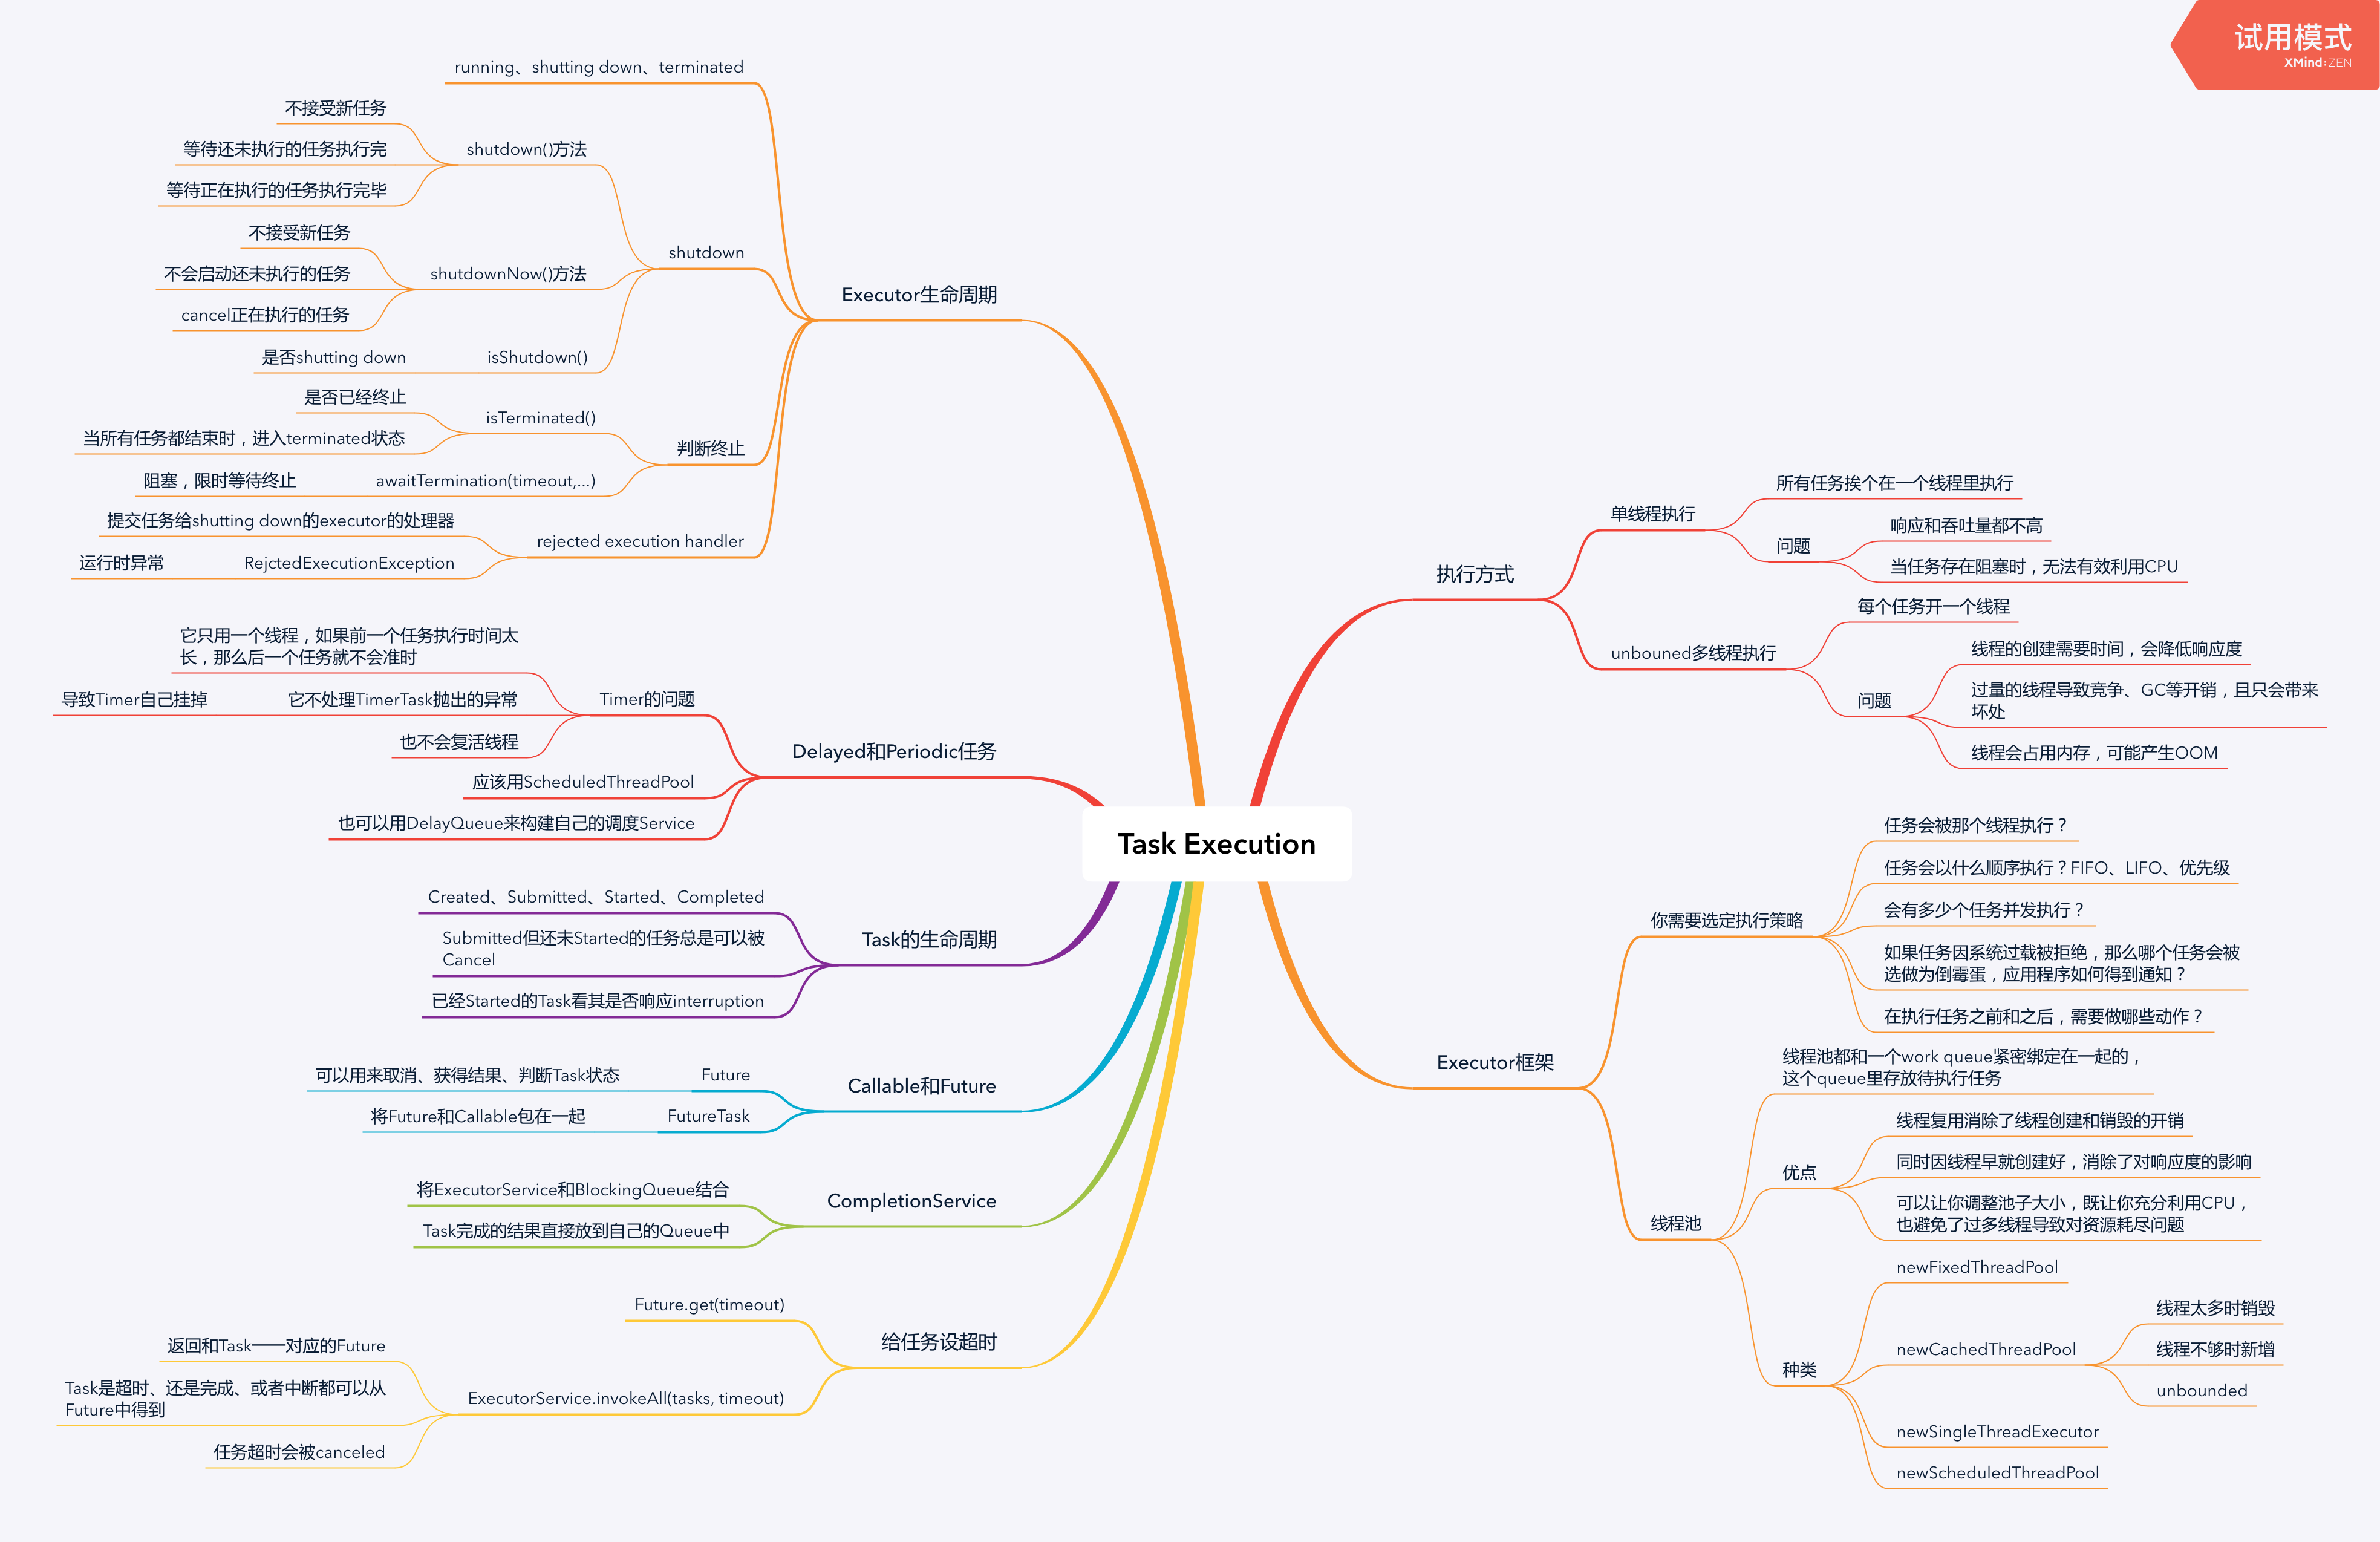 试用模式
XMind:ZEN
Task Execution
执行方式
单线程执行
所有任务挨个在一个线程里执行
问题
响应和吞吐量都不高
当任务存在阻塞时，无法有效利用CPU
unbouned多线程执行
每个任务开一个线程
问题
线程的创建需要时间，会降低响应度
过量的线程导致竞争、GC等开销，且只会带来
坏处
线程会占用内存，可能产生OOM
Executor框架
你需要选定执行策略
任务会被那个线程执行？
任务会以什么顺序执行？FIFO、LIFO、优先级
会有多少个任务并发执行？
如果任务因系统过载被拒绝，那么哪个任务会被
选做为倒霉蛋，应用程序如何得到通知？
在执行任务之前和之后，需要做哪些动作？
线程池
线程池都和一个work queue紧密绑定在一起的，
这个queue里存放待执行任务
优点
线程复用消除了线程创建和销毁的开销
同时因线程早就创建好，消除了对响应度的影响
可以让你调整池子大小，既让你充分利用CPU，
也避免了过多线程导致对资源耗尽问题
种类
newFixedThreadPool
newCachedThreadPool
线程太多时销毁
线程不够时新增
unbounded
newSingleThreadExecutor
newScheduledThreadPool
Executor生命周期
running、shutting down、terminated
shutdown
shutdown()方法
不接受新任务
等待还未执行的任务执行完
等待正在执行的任务执行完毕
shutdownNow()方法
不接受新任务
不会启动还未执行的任务
cancel正在执行的任务
isShutdown()
是否shutting down
判断终止
isTerminated()
是否已经终止
当所有任务都结束时，进入terminated状态
awaitTermination(timeout,...)
阻塞，限时等待终止
rejected execution handler
提交任务给shutting down的executor的处理器
RejctedExecutionException
运行时异常
Delayed和Periodic任务
Timer的问题
它只用一个线程，如果前一个任务执行时间太
长，那么后一个任务就不会准时
它不处理TimerTask抛出的异常
导致Timer自己挂掉
也不会复活线程
应该用ScheduledThreadPool
也可以用DelayQueue来构建自己的调度Service
Task的生命周期
Created、Submitted、Started、Completed
Submitted但还未Started的任务总是可以被
Cancel
已经Started的Task看其是否响应interruption
Callable和Future
Future
可以用来取消、获得结果、判断Task状态
FutureTask
将Future和Callable包在一起
CompletionService
将ExecutorService和BlockingQueue结合
Task完成的结果直接放到自己的Queue中
给任务设超时
Future.get(timeout)
ExecutorService.invokeAll(tasks, timeout)
返回和Task一一对应的Future
Task是超时、还是完成、或者中断都可以从
Future中得到
任务超时会被canceled